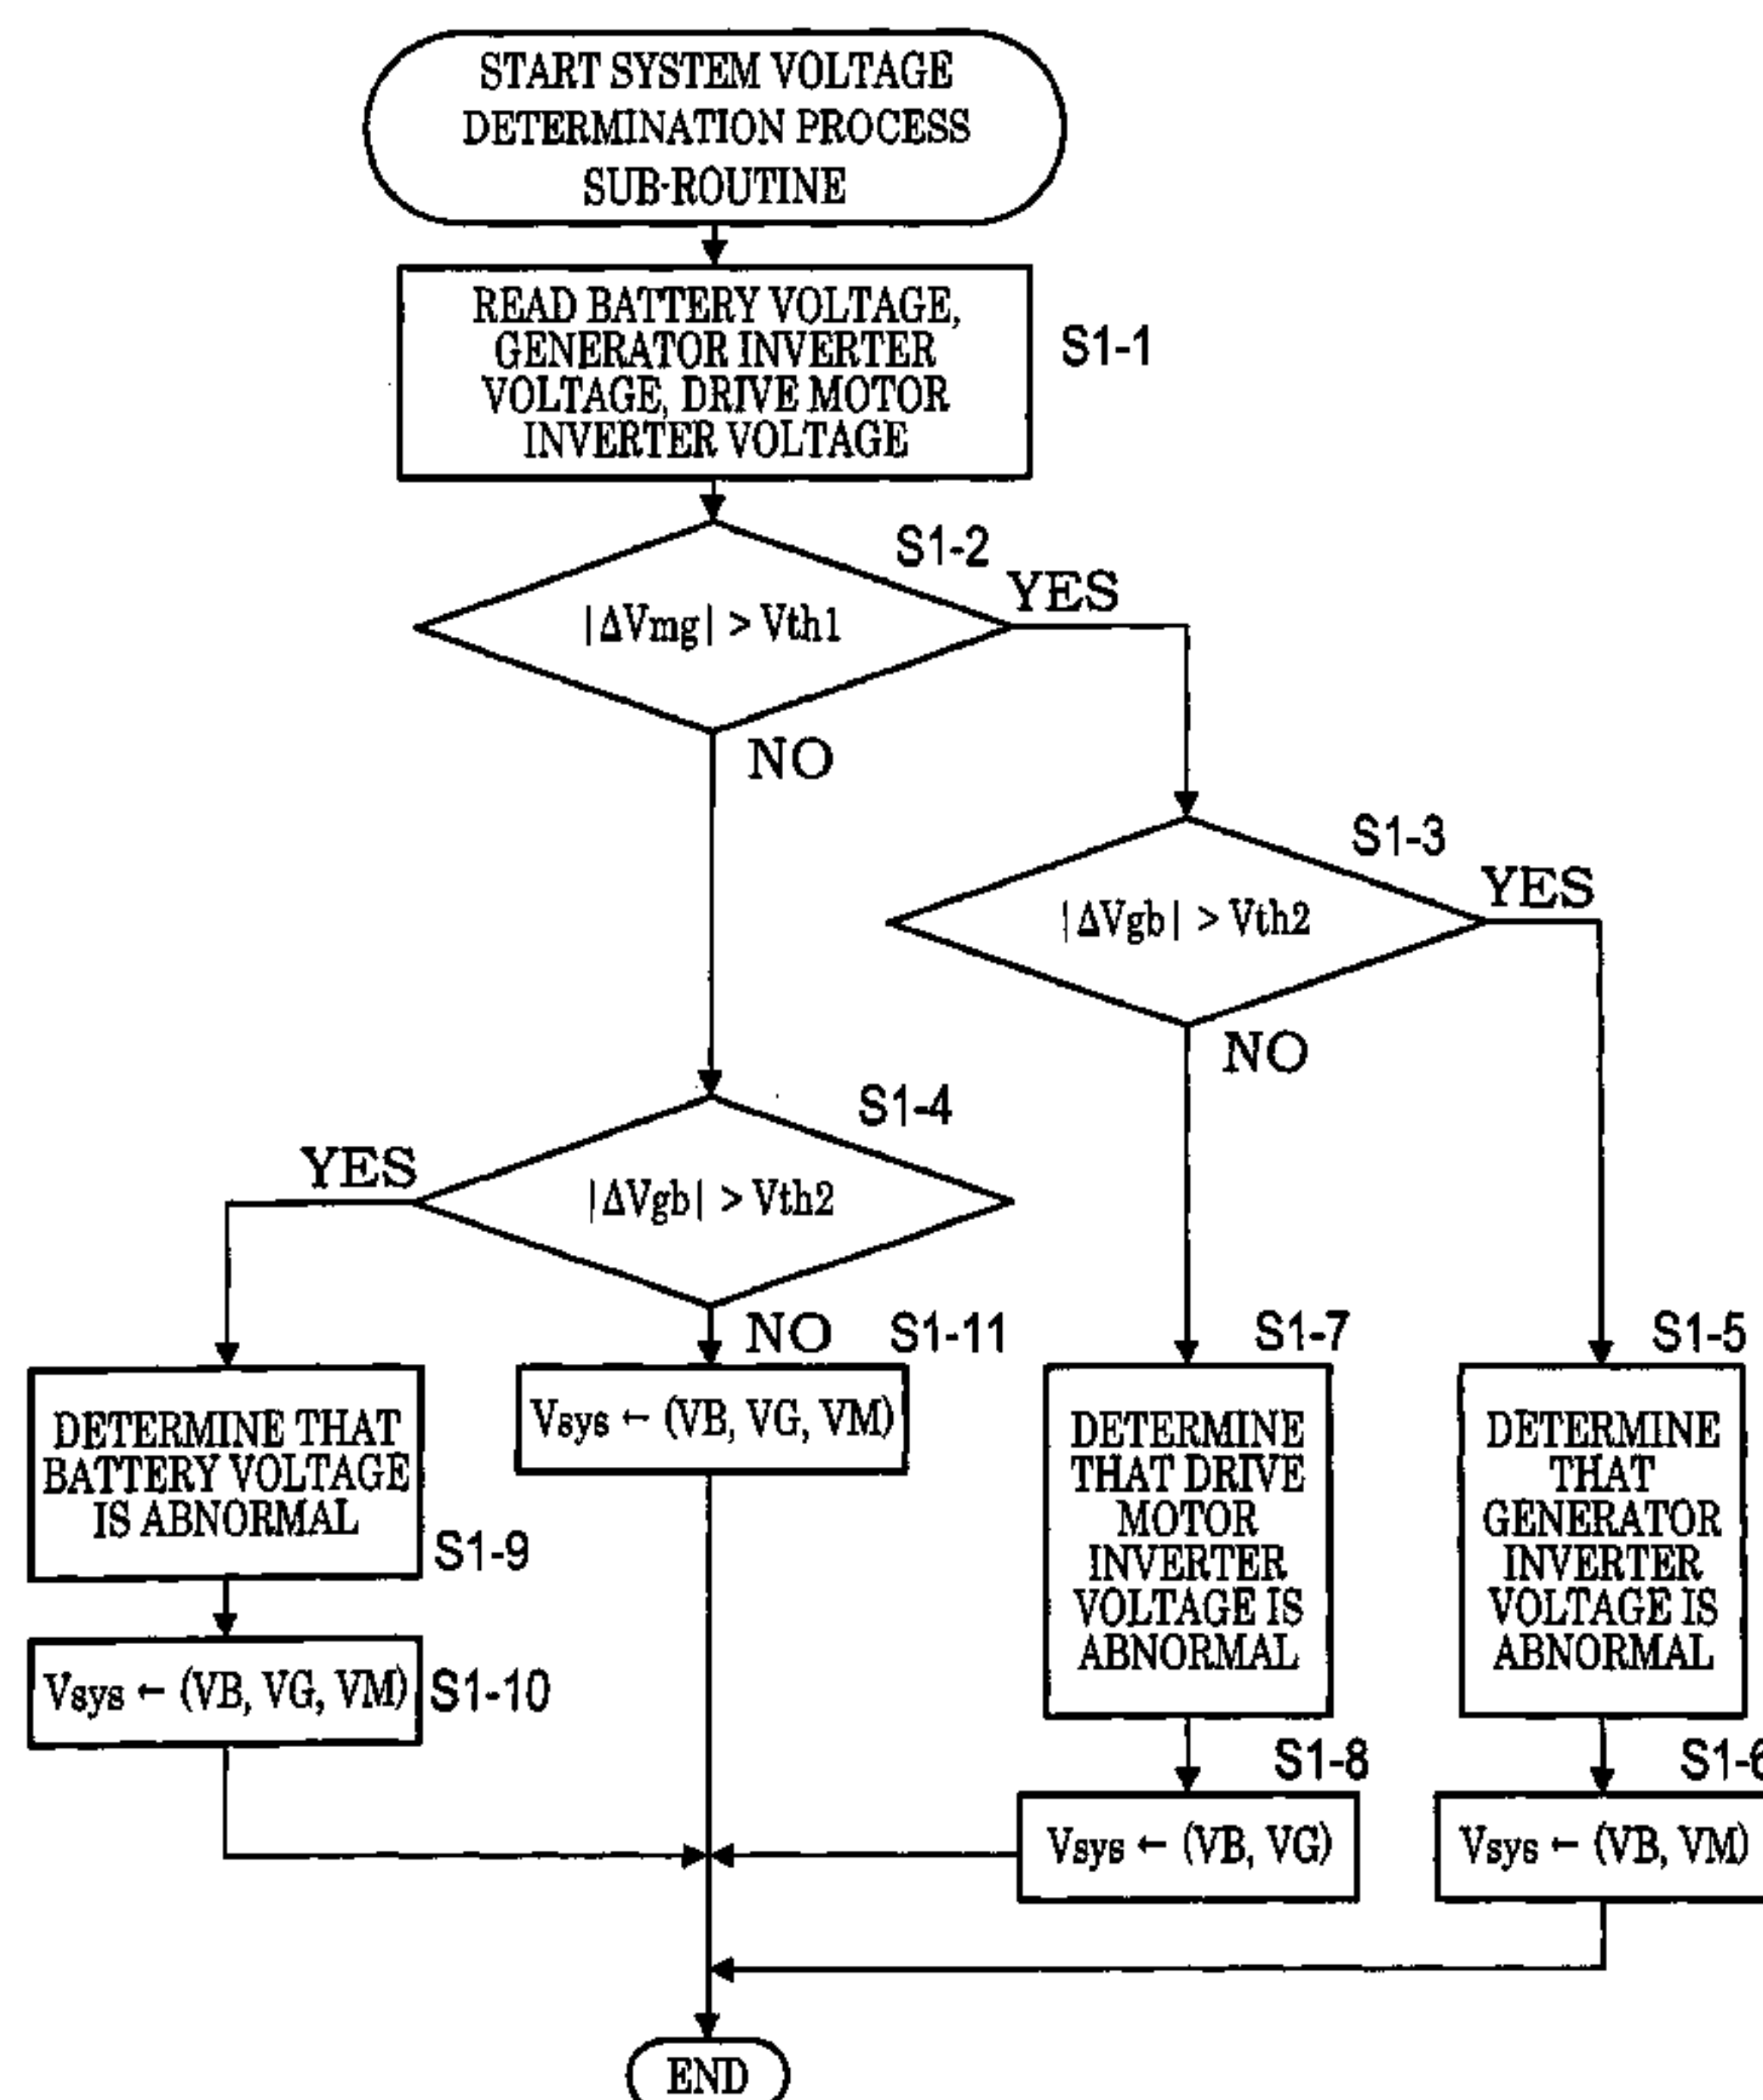 START SYSTEM VOLTAGE
DETERMINATION PROCESS
SUB-ROUTINE
READ BATTERY VOLTAGE,
GENERATOR INVERTER
VOLTAGE, DRIVE MOTOR
INVERTER VOLTAGE
S1-1
S1-2
YES
|ΔVmg| > Vth1
NO
S1-3
YES
|ΔVgb| > Vth2
NO
S1-4
YES
|ΔVgb| > Vth2
NO
S1-11
S1-7
S1-5
DETERMINE THAT
BATTERY VOLTAGE
IS ABNORMAL
S1-9
Vsys ← (VB, VG, VM)
DETERMINE
THAT DRIVE
MOTOR
INVERTER
VOLTAGE IS
ABNORMAL
DETERMINE
THAT
GENERATOR
INVERTER
VOLTAGE IS
ABNORMAL
Vsys ← (VB, VG, VM)
S1-10
S1-8
S1-6
Vsys ← (VB, VG)
Vsys ← (VB, VM)
END